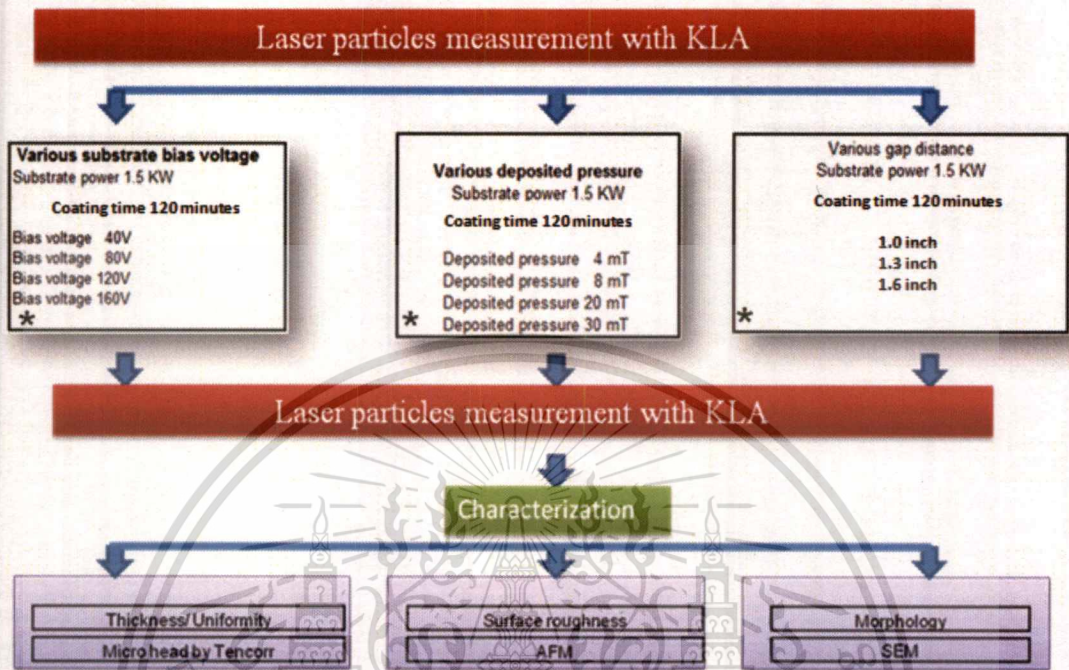 Laser particles measurement with KLA
Various substrate bias voltage
Substrate power 1.5 KW
Coating time 120 minutes
Bias voltage 40V
Bias voltage 80V
Bias voltage 120V
Bias voltage 160V
*
Various deposited pressure
Substrate power 1.5 KW
Coating time 120 minutes
Deposited pressure 4 mT
Deposited pressure 8 mT
Deposited pressure 20 mT
* Deposited pressure 30 mT
Various gap distance
Substrate power 1.5 KW
Coating time 120 minutes
1.0 inch
1.3 inch
1.6 inch
*
Laser particles measurement with KLA
Characterization
Thickness/Uniformity
Micro head by Tencorr
Surface roughness
AFM
Morphology
SEM